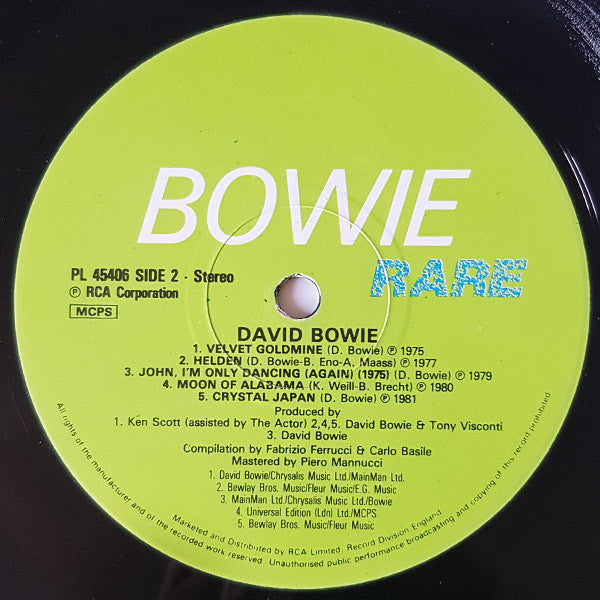 BOWIE
RARE
PL 45406 SIDE 2 - Stereo
℗ RCA Corporation
MCPS
DAVID BOWIE
1. VELVET GOLDMINE (D. Bowie) ℗ 1975
2. HELDEN (D. Bowie-B. Eno-A. Maass) ℗ 1977
3. JOHN, I'M ONLY DANCING (AGAIN) (1975) (D. Bowie) ℗ 1979
4. MOON OF ALABAMA (K. Weill-B. Brecht) ℗ 1980
5. CRYSTAL JAPAN (D. Bowie) ℗ 1981
Produced by
1. Ken Scott (assisted by The Actor) 2,4,5. David Bowie & Tony Visconti
3. David Bowie
Compilation by Fabrizio Ferrucci & Carlo Basile
Mastered by Piero Mannucci
1. David Bowie/Chrysalis Music Ltd./MainMan Ltd.
2. Bewlay Bros. Music/Fleur Music/E.G. Music
3. MainMan Ltd./Chrysalis Music Ltd./Bowie
4. Universal Edition (Ldn) Ltd./MCPS
5. Bewlay Bros. Music/Fleur Music
Marketed and Distributed by RCA Limited, Record Division, England
All rights of the manufacturer and of the owner of the recorded work reserved. Unauthorised public performance broadcasting and copying of this record prohibited